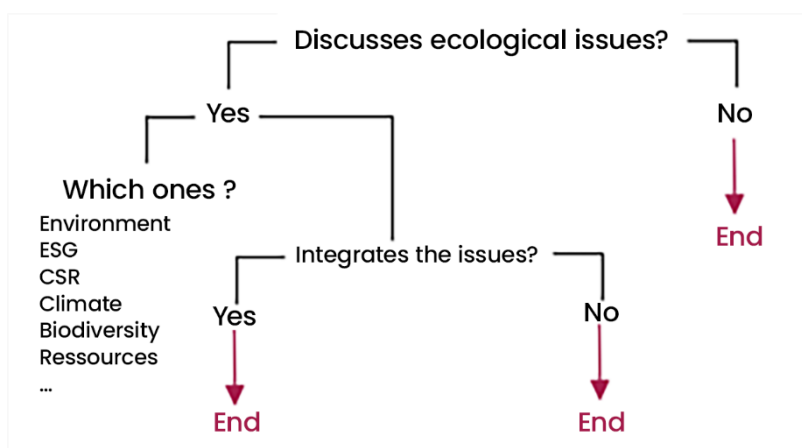 Discusses ecological issues?
Yes
No
Which ones ?
Environment
ESG
CSR
Climate
Biodiversity
Ressources
...
End
Integrates the issues?
Yes
No
End
End